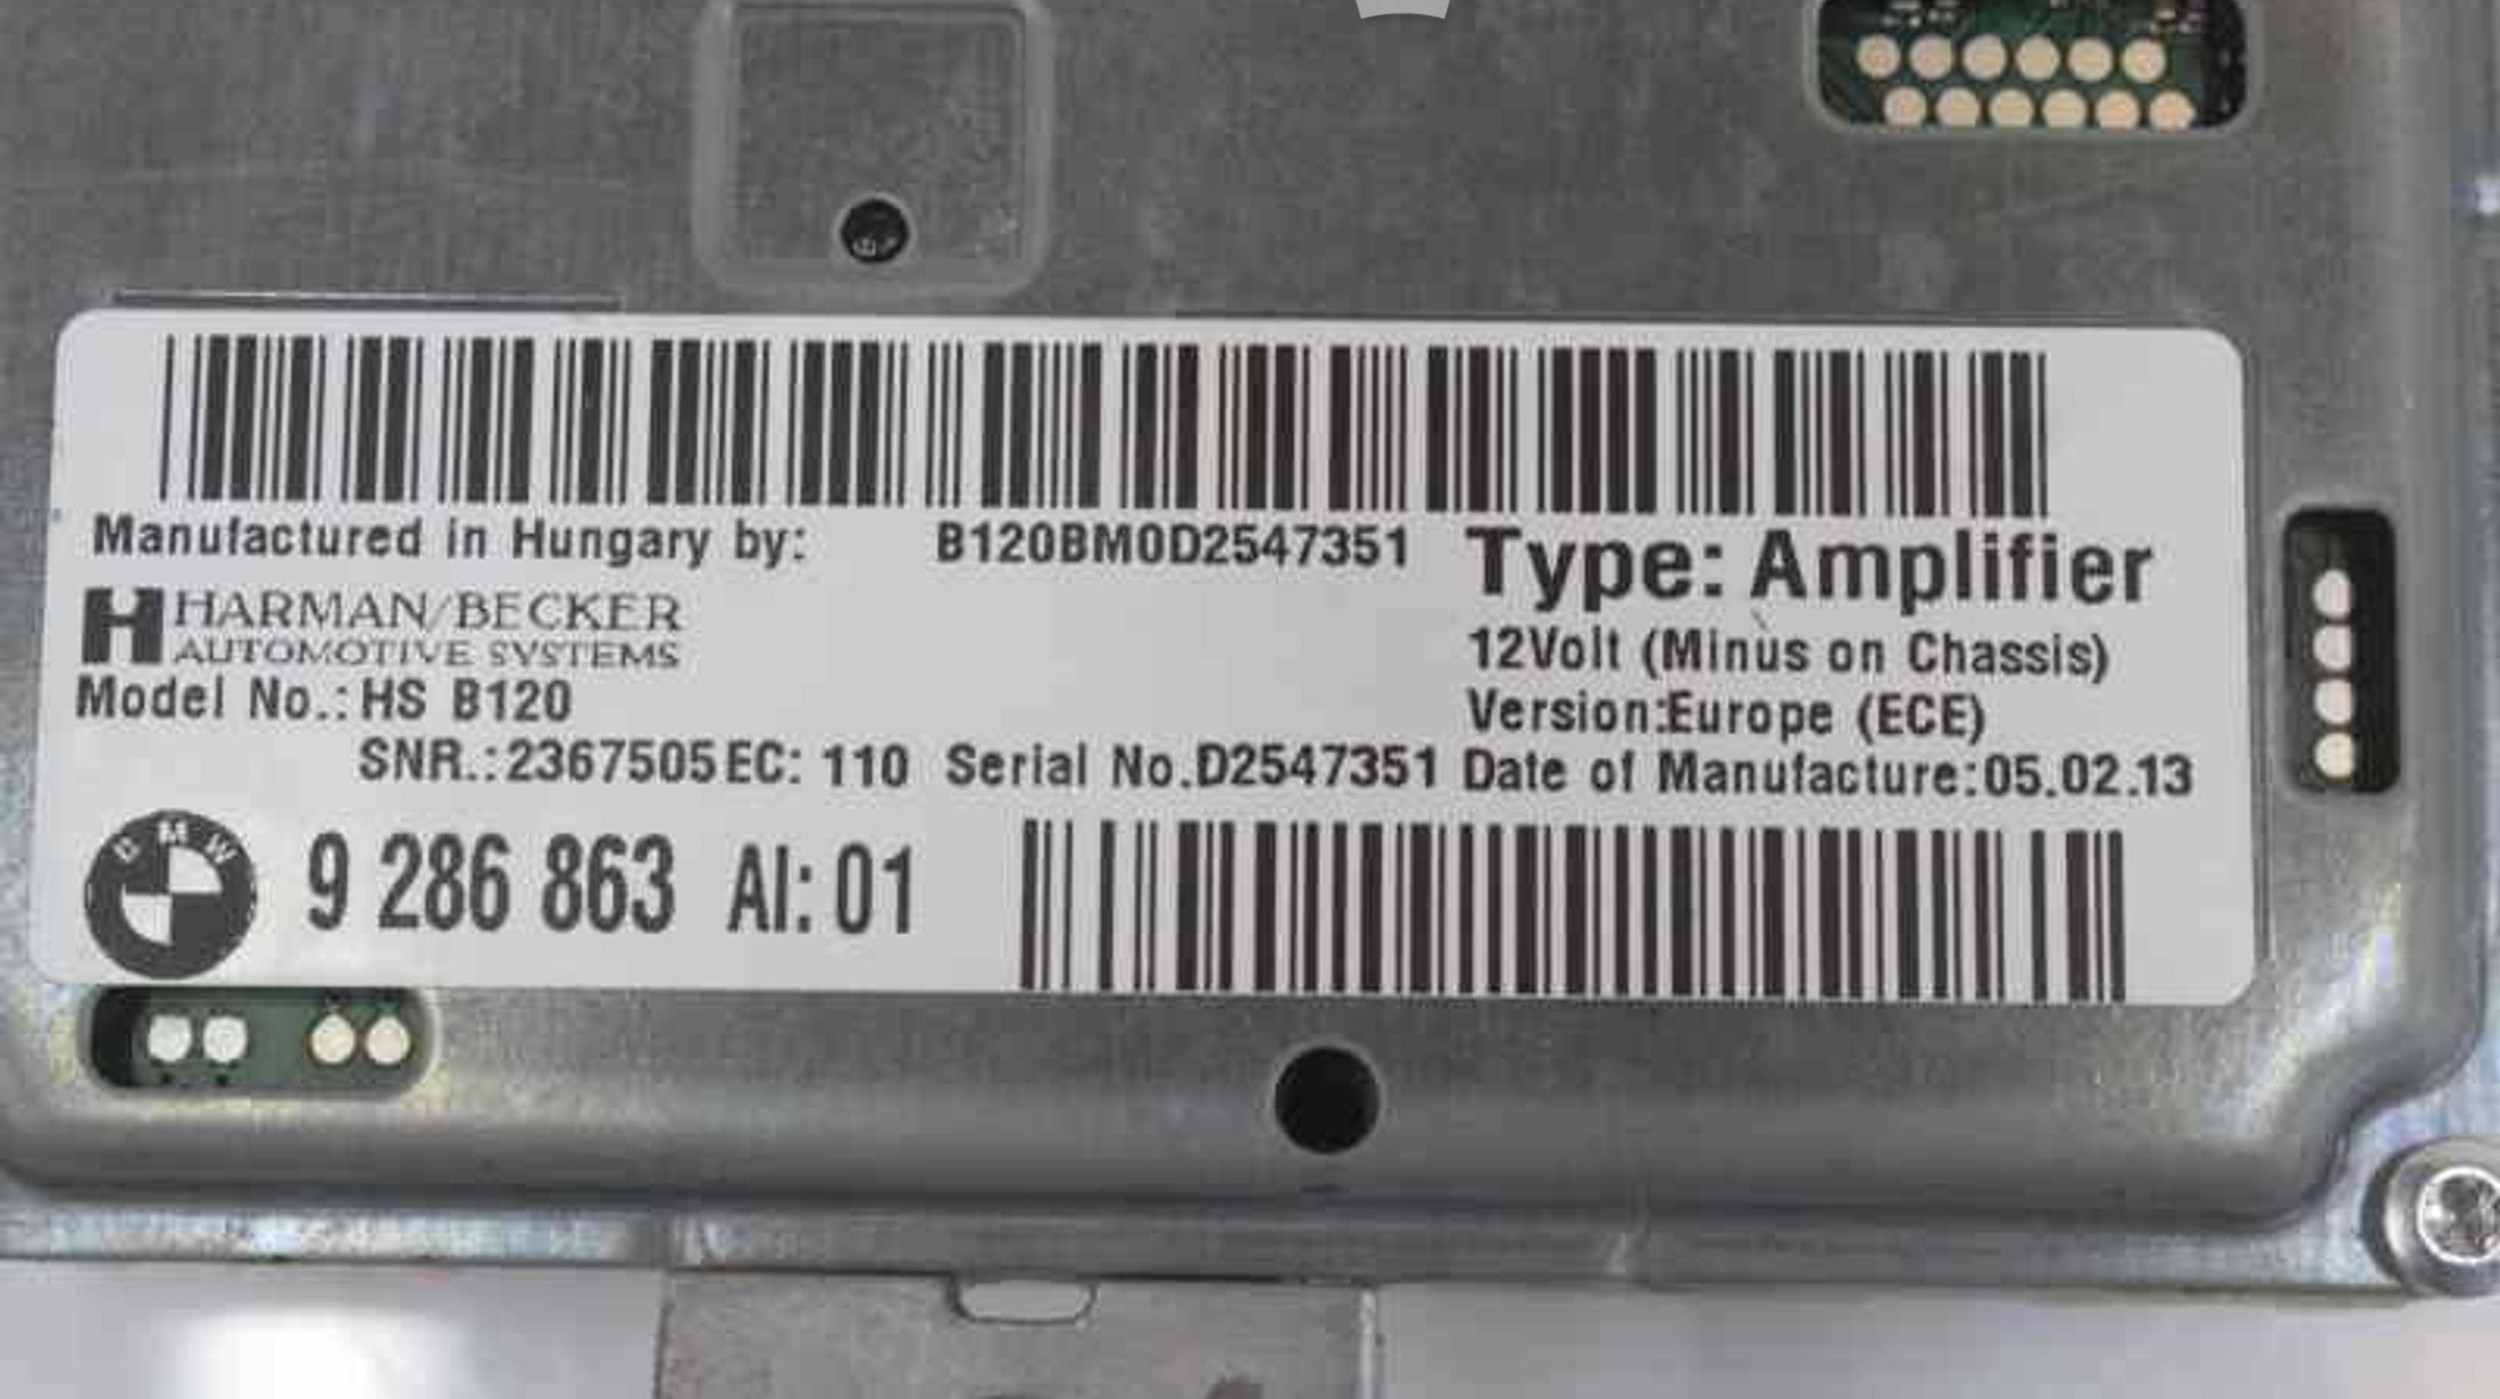 Manufactured in Hungary by:
B120BM0D2547351
Type: Amplifier
HARMAN/BECKER
AUTOMOTIVE SYSTEMS
12Volt (Minus on Chassis)
Model No.: HS B120
Version:Europe (ECE)
SNR.:2367505 EC: 110 Serial No.D2547351 Date of Manufacture:05.02.13
BMW
9 286 863 AI: 01